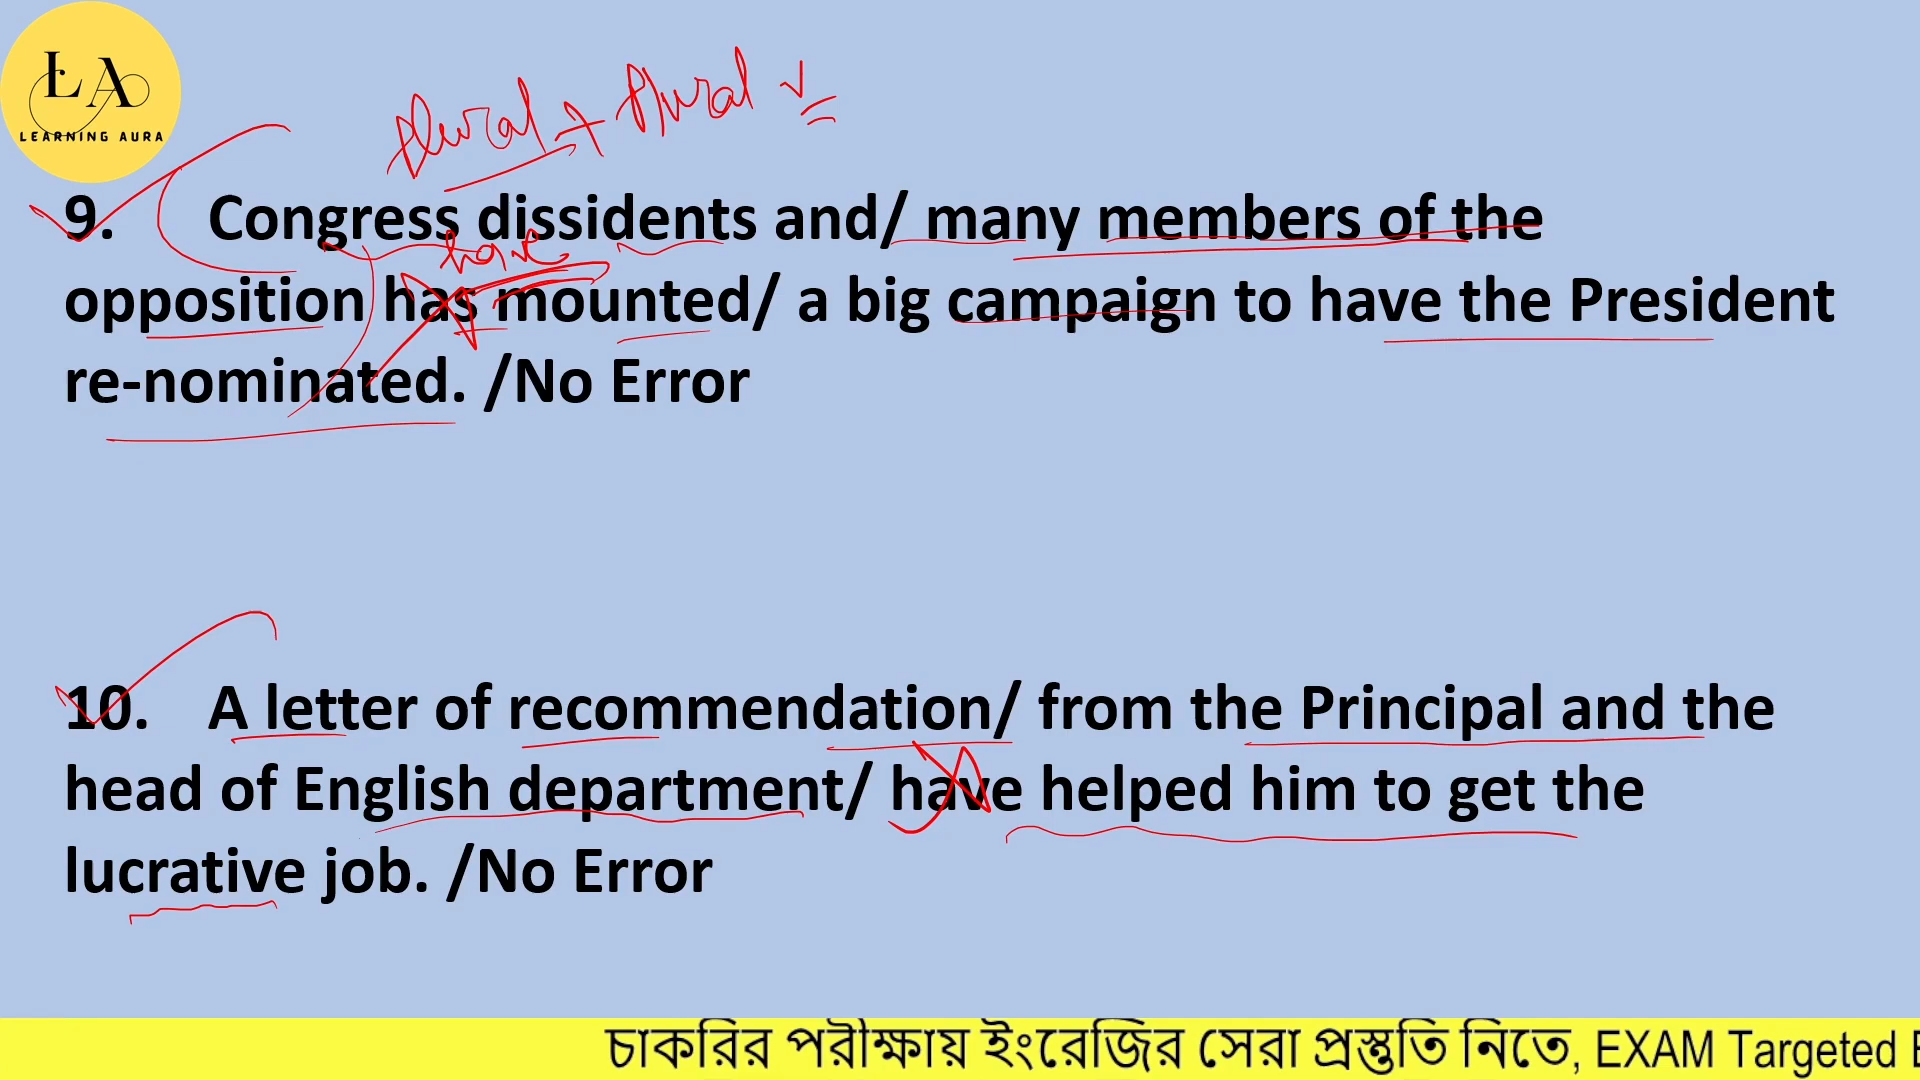 LA
LEARNING AURA
Plural + Plural
9. Congress dissidents and/ many members of the
have
opposition has mounted/ a big campaign to have the President
re-nominated. /No Error
10. A letter of recommendation/ from the Principal and the
head of English department/ have helped him to get the
lucrative job. /No Error
চাকরির পরীক্ষায় ইংরেজির সেরা প্রস্তুতি নিতে, EXAM Targeted